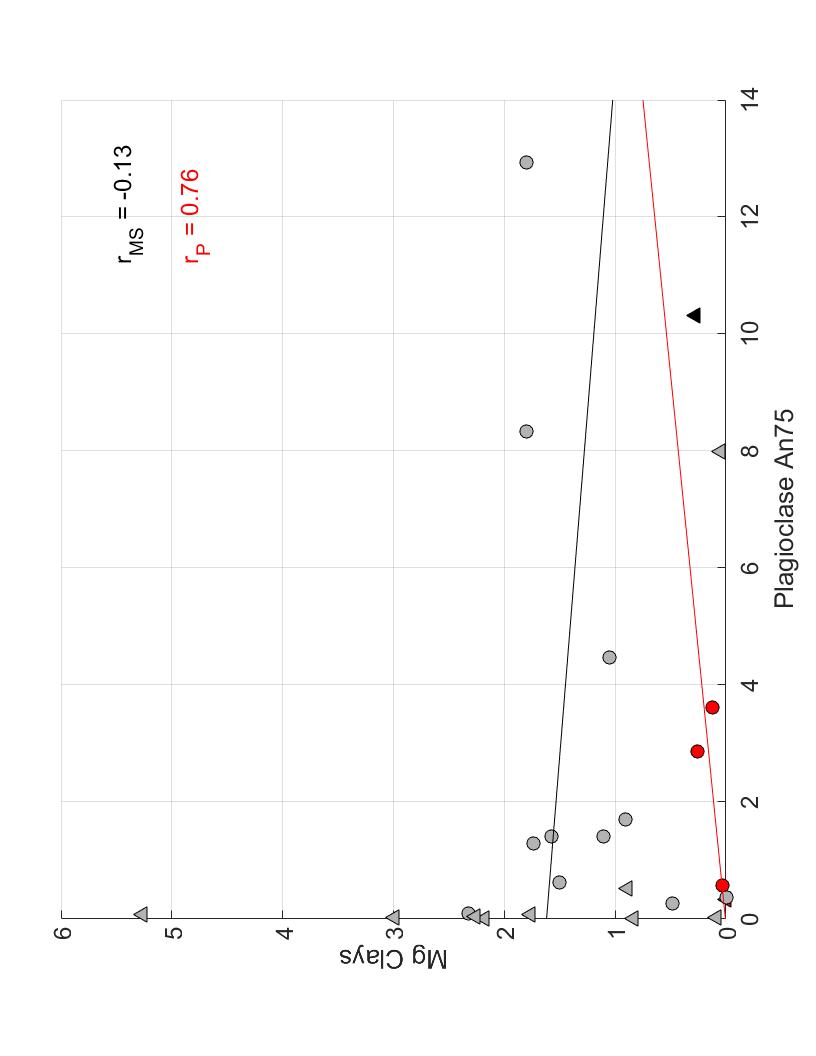 6
r_MS = -0.13
5
r_P = 0.76
4
Mg Clays
3
2
1
0
0 2 4 6 8 10 12 14
Plagioclase An75